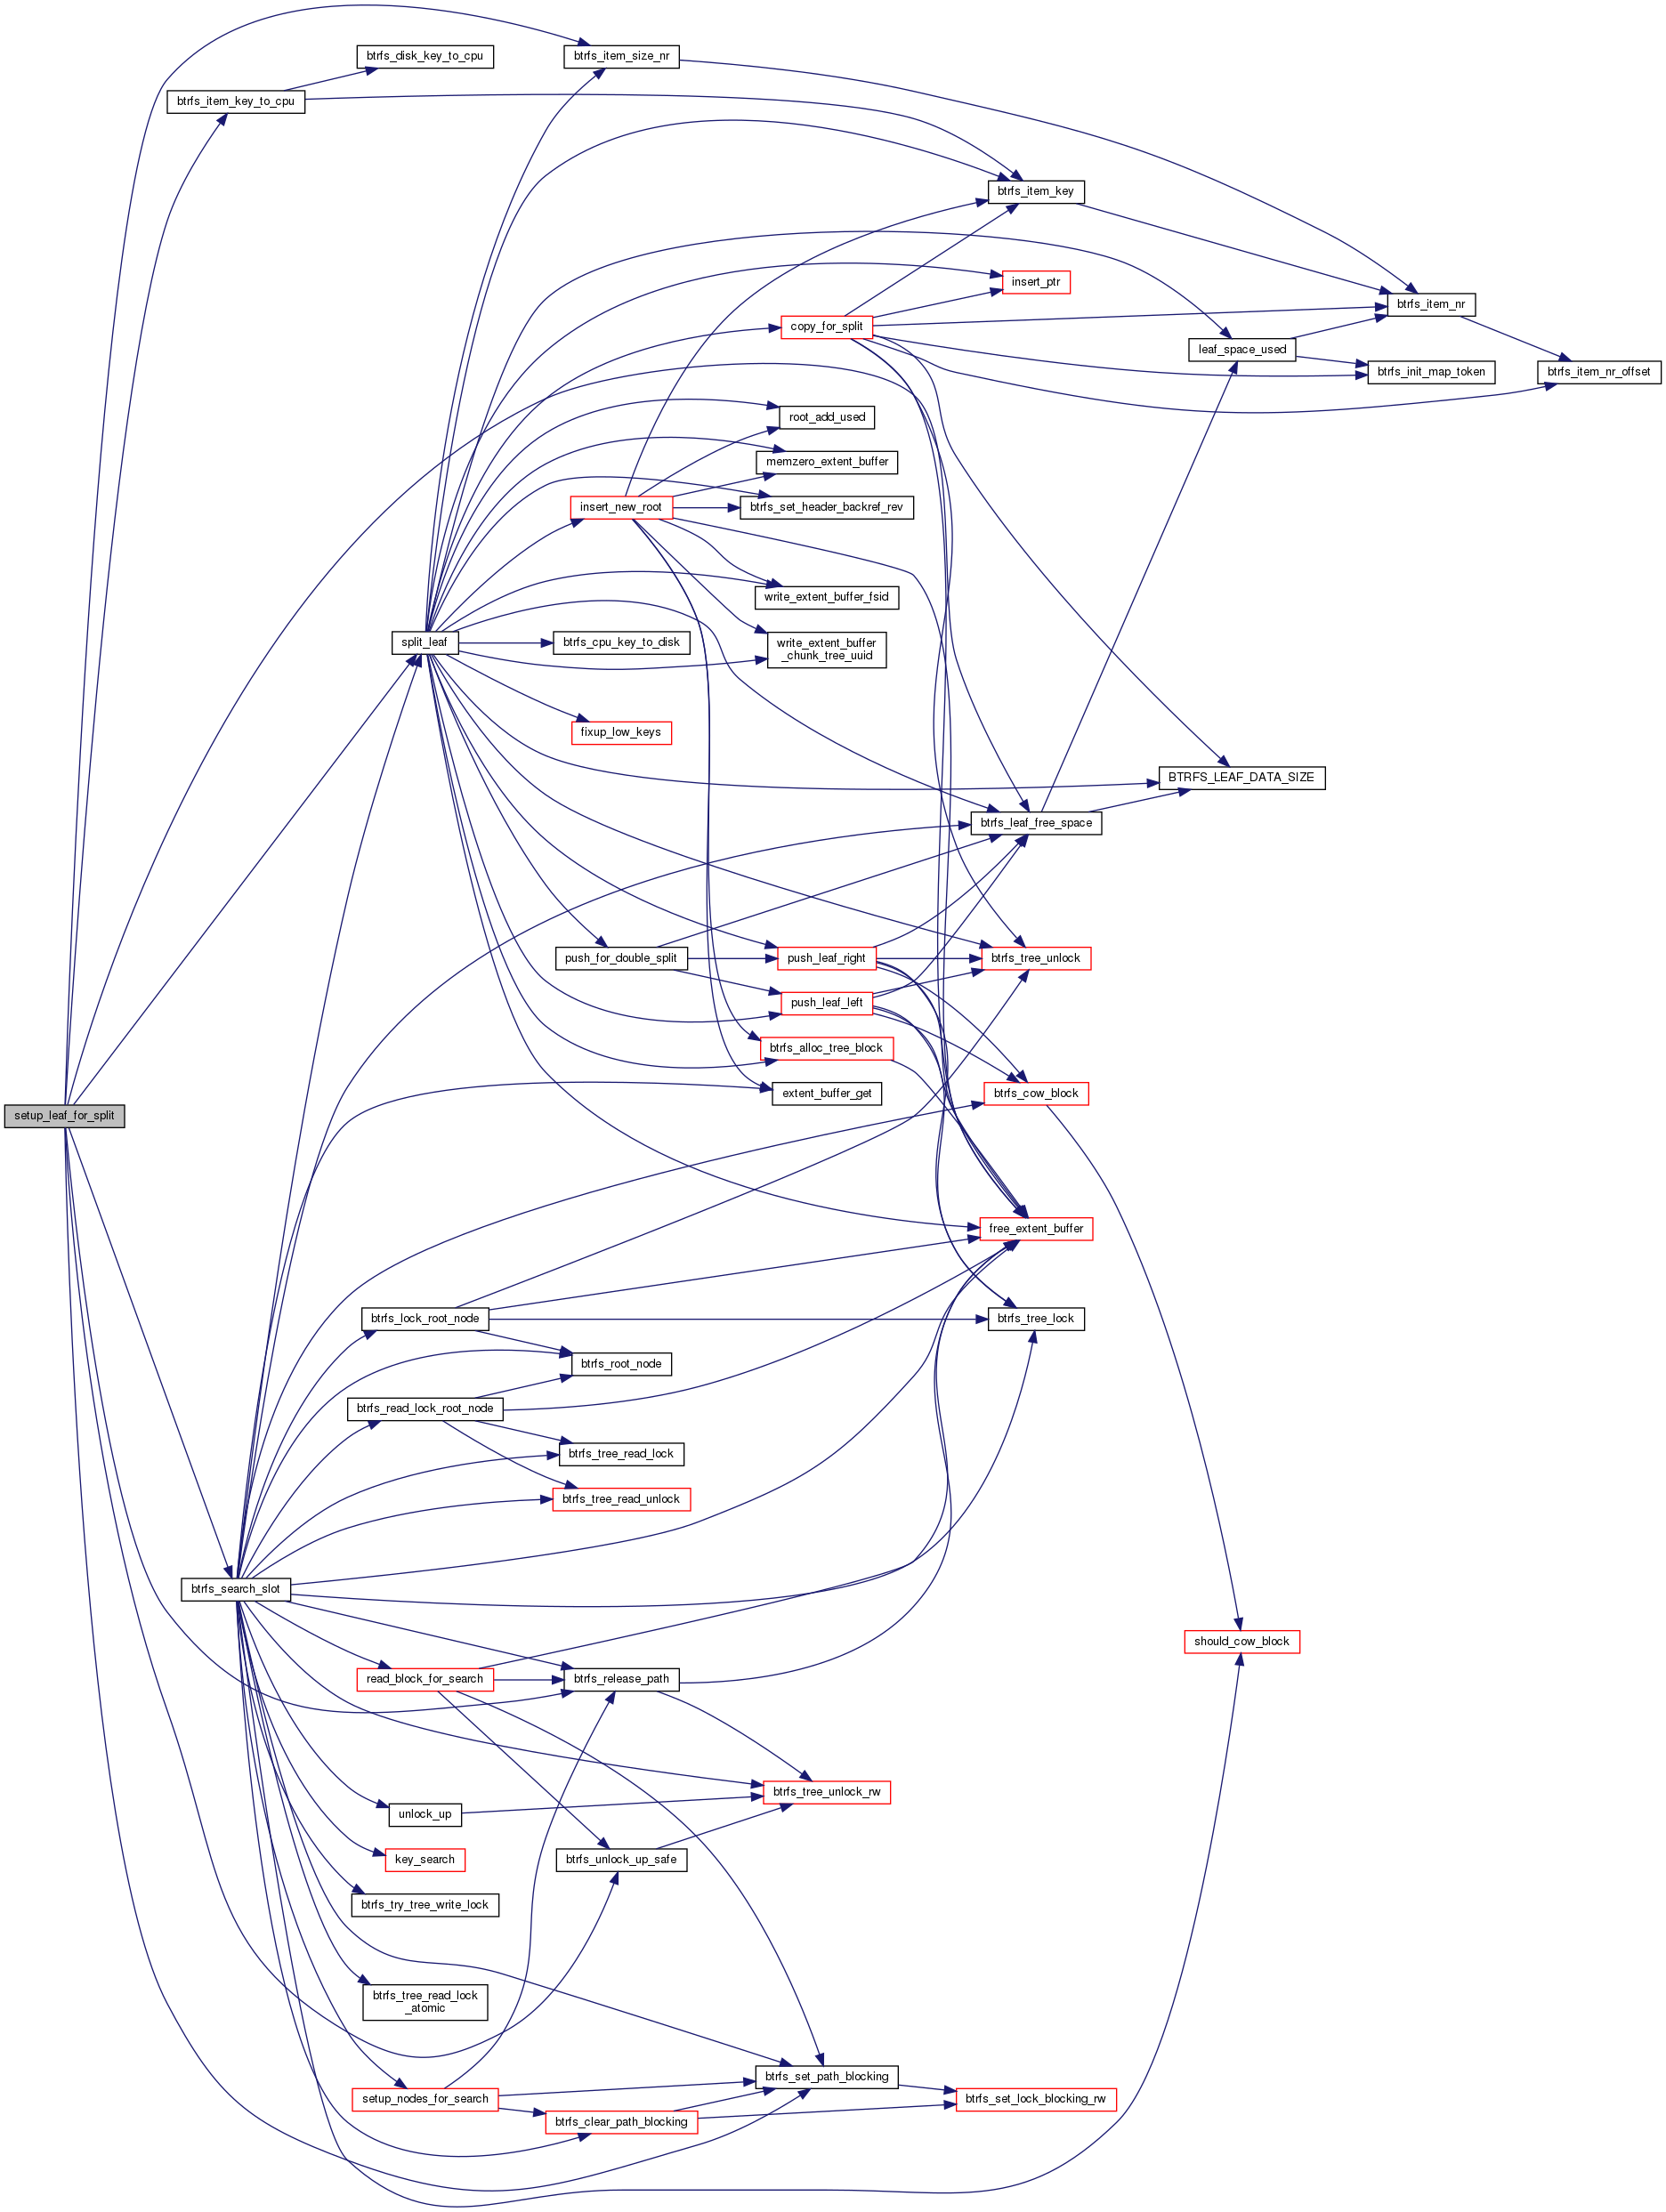 btrfs_disk_key_to_cpu
btrfs_item_size_nr
btrfs_item_key_to_cpu
btrfs_item_key
insert_ptr
btrfs_item_nr
copy_for_split
leaf_space_used
btrfs_init_map_token
btrfs_item_nr_offset
root_add_used
memzero_extent_buffer
insert_new_root
btrfs_set_header_backref_rev
write_extent_buffer_fsid
split_leaf
btrfs_cpu_key_to_disk
write_extent_buffer
_chunk_tree_uuid
fixup_low_keys
BTRFS_LEAF_DATA_SIZE
btrfs_leaf_free_space
push_for_double_split
push_leaf_right
btrfs_tree_unlock
push_leaf_left
btrfs_alloc_tree_block
extent_buffer_get
btrfs_cow_block
setup_leaf_for_split
free_extent_buffer
btrfs_lock_root_node
btrfs_tree_lock
btrfs_root_node
btrfs_read_lock_root_node
btrfs_tree_read_lock
btrfs_tree_read_unlock
btrfs_search_slot
should_cow_block
read_block_for_search
btrfs_release_path
btrfs_tree_unlock_rw
unlock_up
key_search
btrfs_unlock_up_safe
btrfs_try_tree_write_lock
btrfs_tree_read_lock
_atomic
btrfs_set_path_blocking
setup_nodes_for_search
btrfs_set_lock_blocking_rw
btrfs_clear_path_blocking